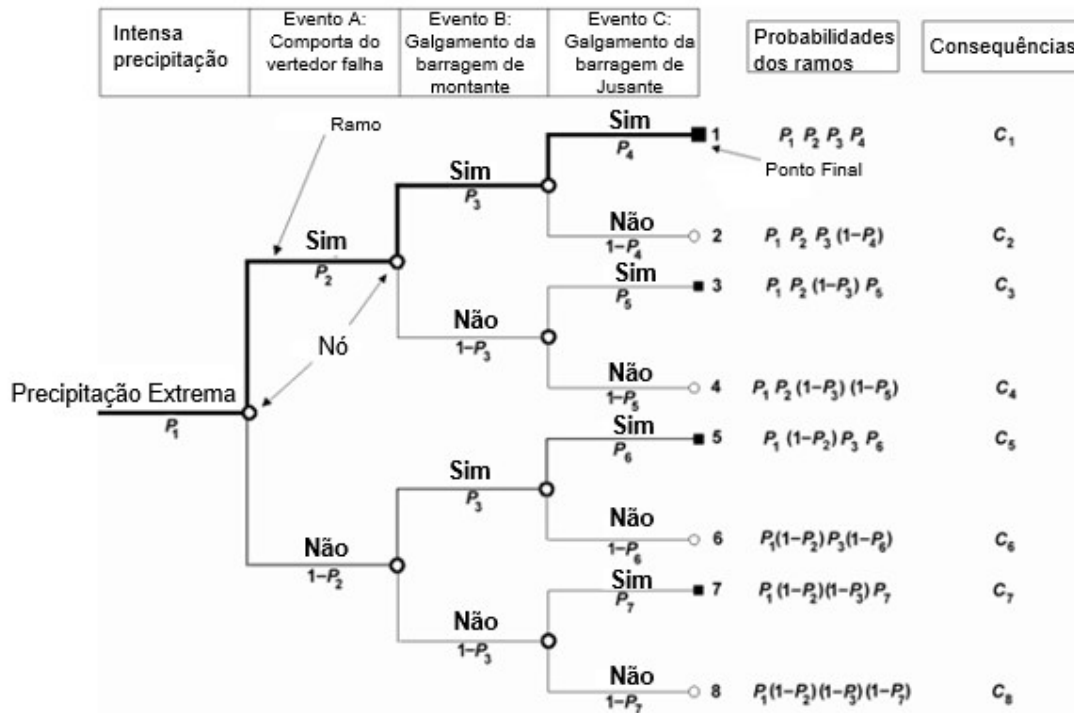 Intensa
precipitação
Evento A:
Comporta do
vertedor falha
Evento B:
Galgamento da
barragem de
montante
Evento C:
Galgamento da
barragem de
Jusante
Probabilidades
dos ramos
Consequências
Ramo
Sim
P4
1
P1 P2 P3 P4
C1
Ponto Final
Sim
P3
Não
1–P4
2
P1 P2 P3 (1–P4)
C2
Sim
P2
Sim
P5
3
P1 P2 (1–P3) P5
C3
Nó
Não
1–P3
Não
1–P5
4
P1 P2 (1–P3) (1–P5)
C4
Precipitação Extrema
P1
Sim
P6
5
P1 (1–P2) P3 P6
C5
Sim
P3
Não
1–P6
6
P1(1–P2) P3(1–P6)
C6
Não
1–P2
Sim
P7
7
P1(1–P2)(1–P3) P7
C7
Não
1–P3
Não
1–P7
8
P1(1–P2)(1–P3)(1–P7)
C8